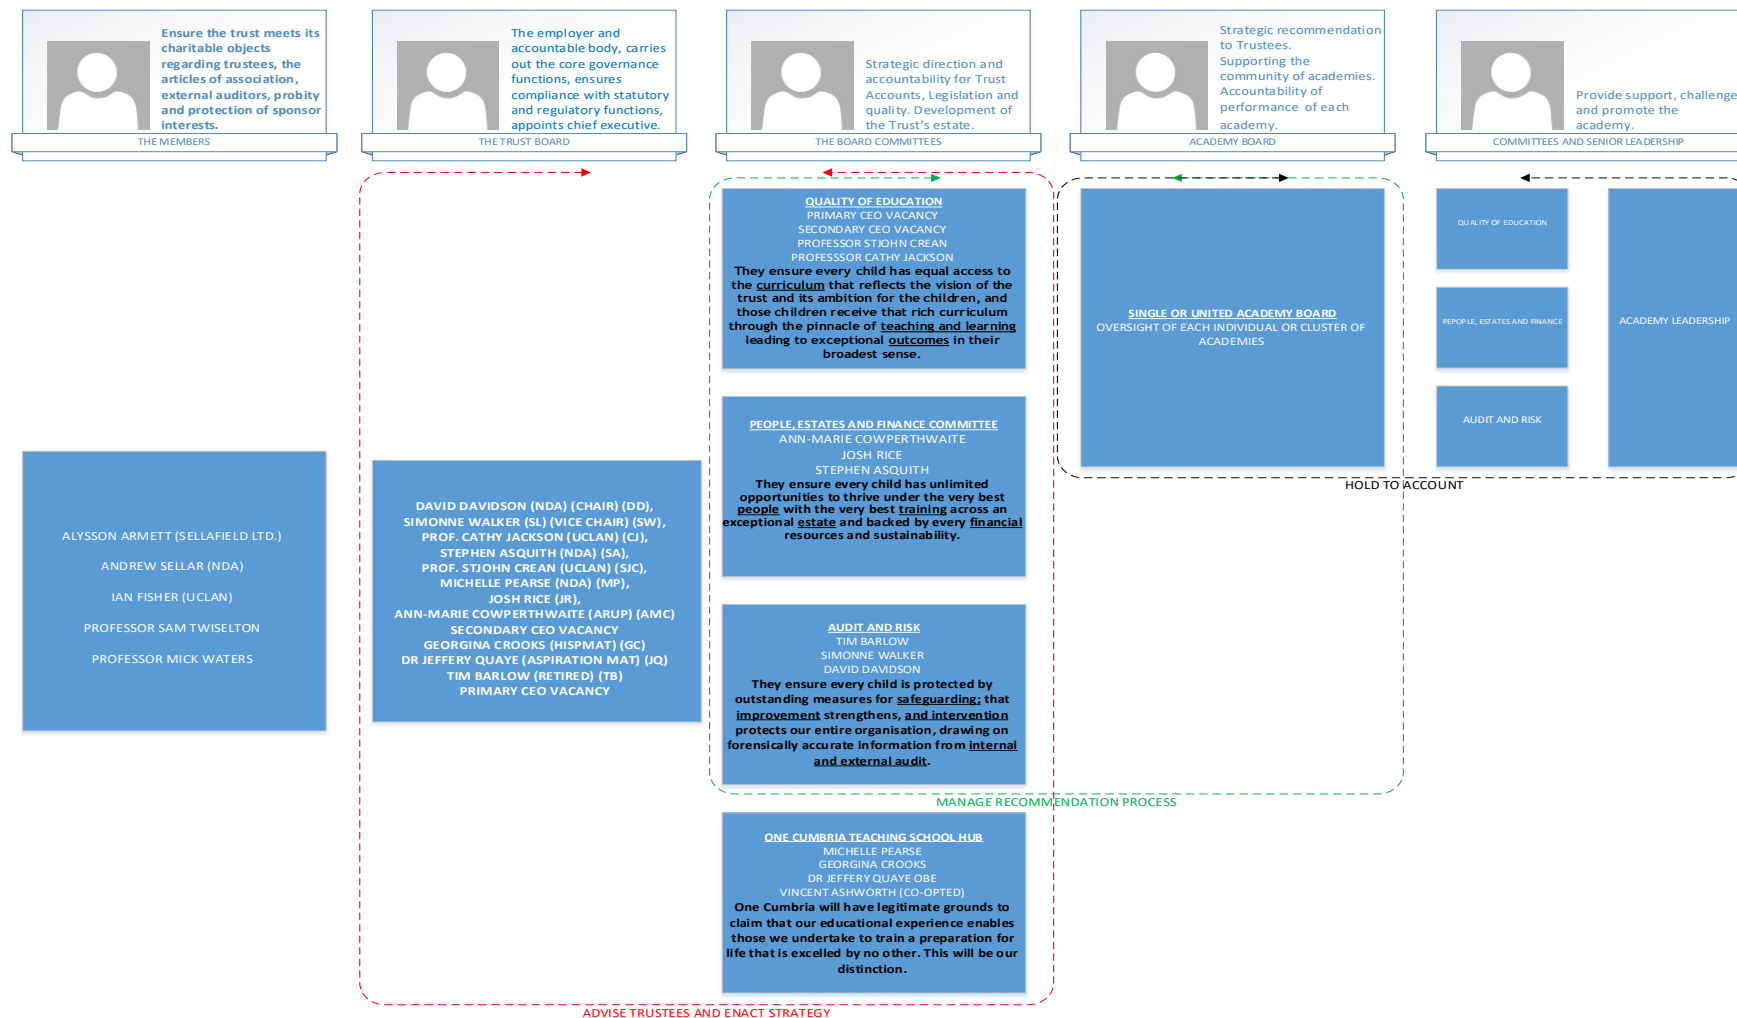 Ensure the trust meets its
charitable objects
regarding trustees, the
articles of association,
external auditors, probity
and protection of sponsor
interests.
THE MEMBERS
The employer and
accountable body, carries
out the core governance
functions, ensures
compliance with statutory
and regulatory functions,
appoints chief executive.
THE TRUST BOARD
Strategic direction and
accountability for Trust
Accounts, Legislation and
quality. Development of
the Trust’s estate.
THE BOARD COMMITTEES
Strategic recommendation
to Trustees.
Supporting the
community of academies.
Accountability of
performance of each
academy.
ACADEMY BOARD
Provide support, challenge
and promote the
academy.
COMMITTEES AND SENIOR LEADERSHIP
ALYSSON ARMETT (SELLAFIELD LTD.)
ANDREW SELLAR (NDA)
IAN FISHER (UCLAN)
PROFESSOR SAM TWISELTON
PROFESSOR MICK WATERS
DAVID DAVIDSON (NDA) (CHAIR) (DD),
SIMONNE WALKER (SL) (VICE CHAIR) (SW),
PROF. CATHY JACKSON (UCLAN) (CJ),
STEPHEN ASQUITH (NDA) (SA),
PROF. STJOHN CREAN (UCLAN) (SJC),
MICHELLE PEARSE (NDA) (MP),
JOSH RICE (JR),
ANN-MARIE COWPERTHWAITE (ARUP) (AMC)
SECONDARY CEO VACANCY
GEORGINA CROOKS (HISPMAT) (GC)
DR JEFFERY QUAYE (ASPIRATION MAT) (JQ)
TIM BARLOW (RETIRED) (TB)
PRIMARY CEO VACANCY
QUALITY OF EDUCATION
PRIMARY CEO VACANCY
SECONDARY CEO VACANCY
PROFESSOR STJOHN CREAN
PROFESSSOR CATHY JACKSON
They ensure every child has equal access to
the curriculum that reflects the vision of the
trust and its ambition for the children, and
those children receive that rich curriculum
through the pinnacle of teaching and learning
leading to exceptional outcomes in their
broadest sense.
PEOPLE, ESTATES AND FINANCE COMMITTEE
ANN-MARIE COWPERTHWAITE
JOSH RICE
STEPHEN ASQUITH
They ensure every child has unlimited
opportunities to thrive under the very best
people with the very best training across an
exceptional estate and backed by every financial
resources and sustainability.
AUDIT AND RISK
TIM BARLOW
SIMONNE WALKER
DAVID DAVIDSON
They ensure every child is protected by
outstanding measures for safeguarding; that
improvement strengthens, and intervention
protects our entire organisation, drawing on
forensically accurate information from internal
and external audit.
MANAGE RECOMMENDATION PROCESS
ONE CUMBRIA TEACHING SCHOOL HUB
MICHELLE PEARSE
GEORGINA CROOKS
DR JEFFERY QUAYE OBE
VINCENT ASHWORTH (CO-OPTED)
One Cumbria will have legitimate grounds to
claim that our educational experience enables
those we undertake to train a preparation for
life that is excelled by no other. This will be our
distinction.
ADVISE TRUSTEES AND ENACT STRATEGY
SINGLE OR UNITED ACADEMY BOARD
OVERSIGHT OF EACH INDIVIDUAL OR CLUSTER OF
ACADEMIES
HOLD TO ACCOUNT
QUALITY OF EDUCATION
PEPOPLE, ESTATES AND FINANCE
AUDIT AND RISK
ACADEMY LEADERSHIP